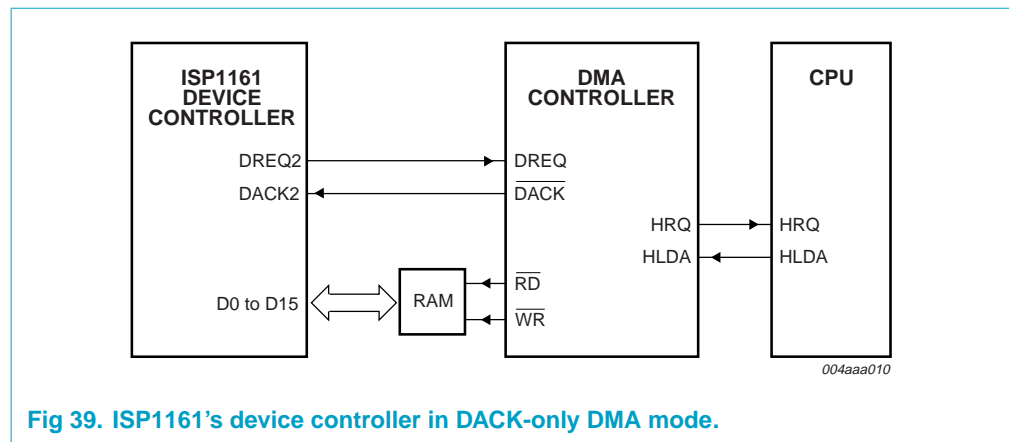 ISP1161
DEVICE
CONTROLLER
DMA
CONTROLLER
CPU
DREQ2
DREQ
DACK2
DACK
HRQ
HRQ
HLDA
HLDA
RD
D0 to D15
RAM
WR
004aaa010
Fig 39. ISP1161's device controller in DACK-only DMA mode.